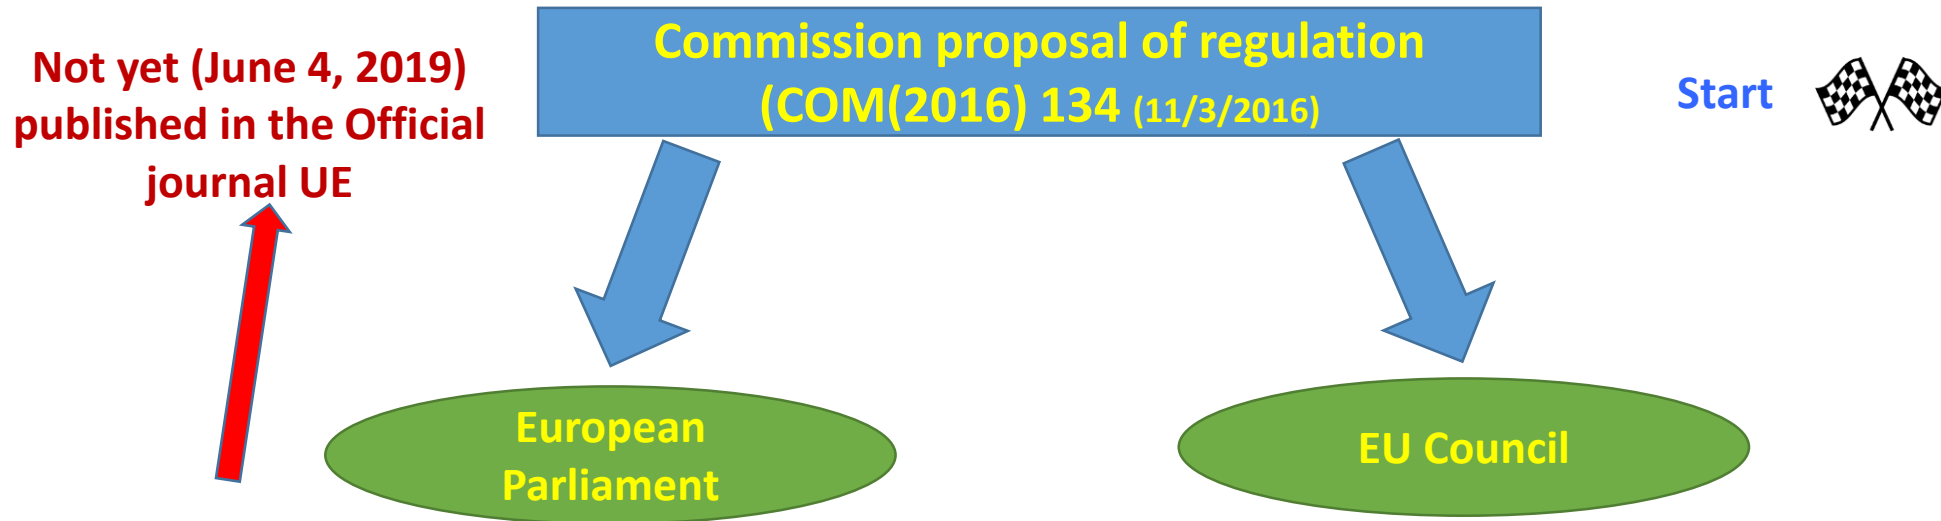 Not yet (June 4, 2019)
published in the Official
journal UE
Commission proposal of regulation
(COM(2016) 134 (11/3/2016)
Start
European
Parliament
EU Council